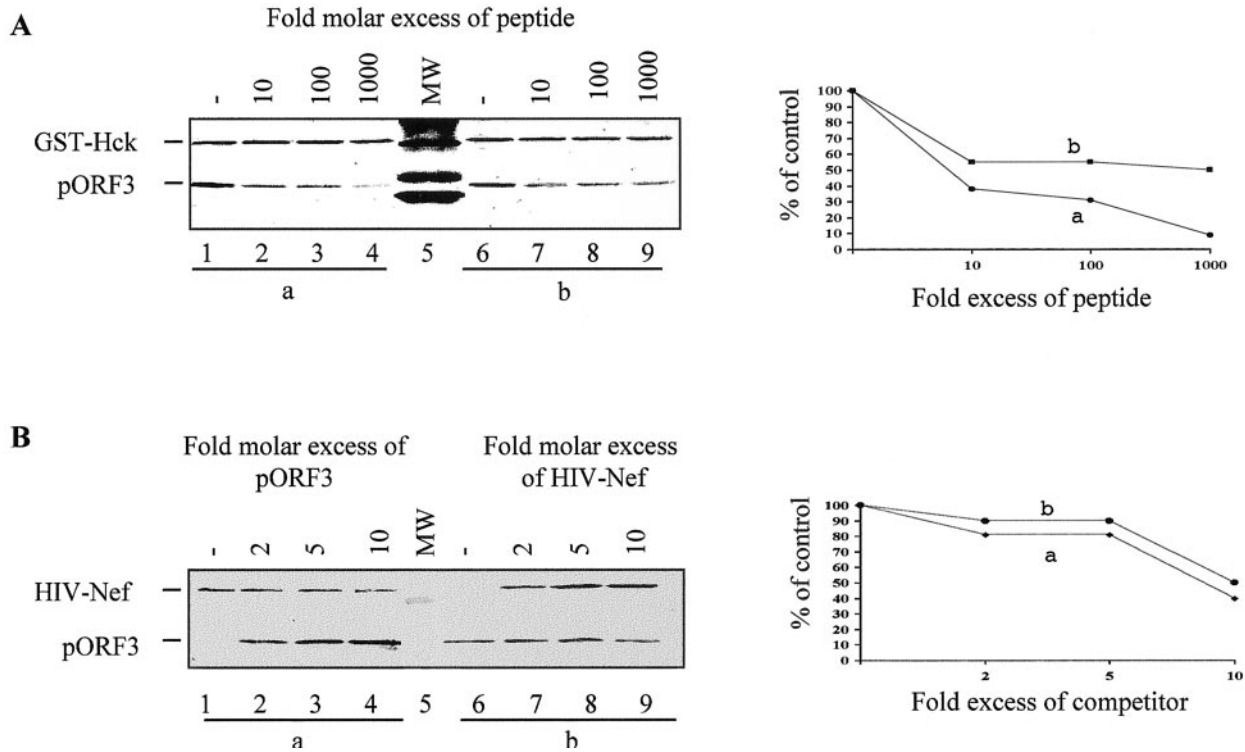 A
Fold molar excess of peptide
- 10 100 1000 MW - 10 100 1000
GST-Hck
pORF3
1 2 3 4 5 6 7 8 9
a b
% of control
100
90
80
70
60
50
40
30
20
10
0
b
a
10 100 1000
Fold excess of peptide
B
Fold molar excess of
pORF3
Fold molar excess
of HIV-Nef
- 2 5 10 MW - 2 5 10
HIV-Nef
pORF3
1 2 3 4 5 6 7 8 9
a b
% of control
100
90
80
70
60
50
40
30
20
10
0
b
a
2 5 10
Fold excess of competitor